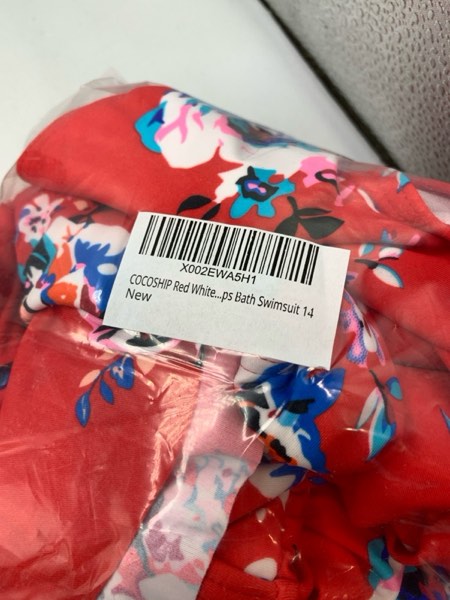 X002EWA5H1
COCOSHIP Red White...ps Bath Swimsuit 14
New